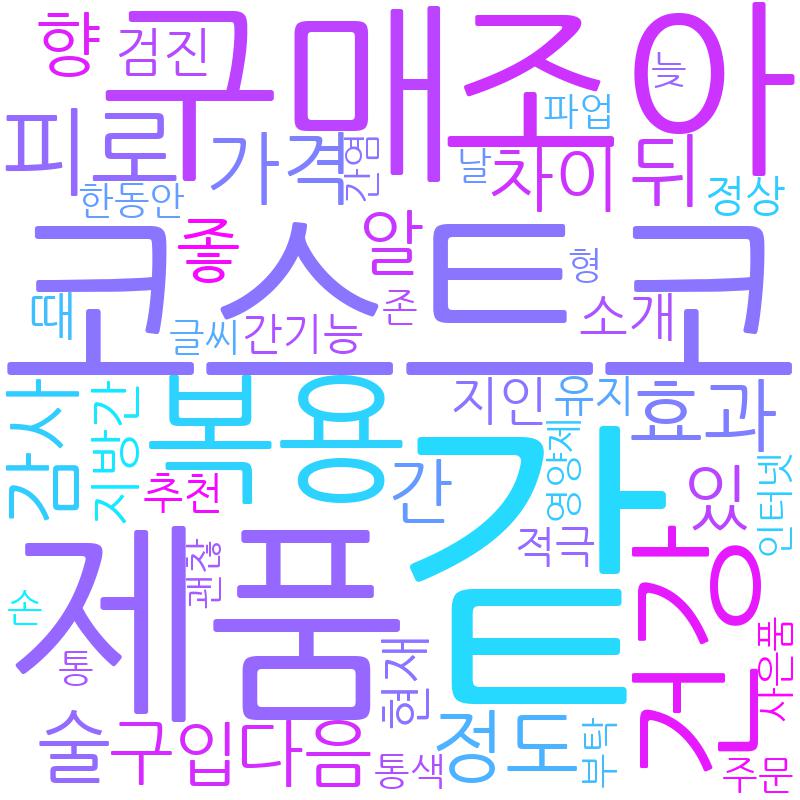 구매
조아
향
검진
늦
파업
피로
가격
간염
날
차이
뒤
정상
한동안
코스트코
좋
알
형
때
글씨
간기능
존
소개
감사
지방간
복용
지인
유지
효과
추천
간
영양제
같
있
인터넷
적극
제품
괜찮
건강
손
통
현재
사은품
술
구입
다음
통색
정도
부탁
주문